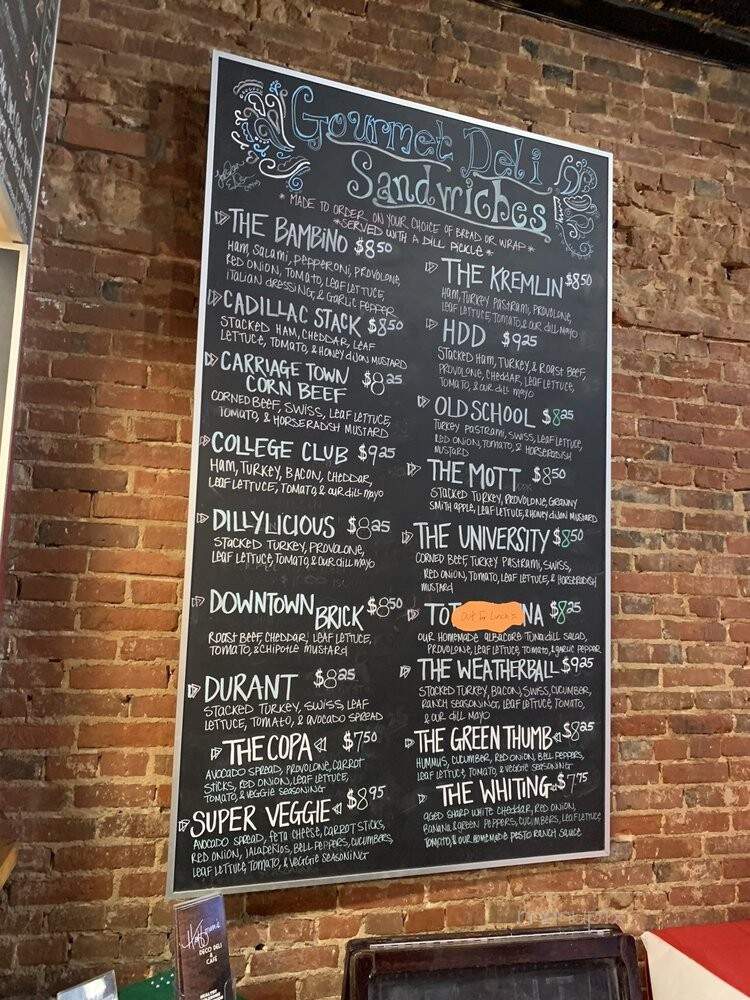 Gourmet Deli
Sandwiches
* MADE TO ORDER ON YOUR CHOICE OF BREAD OR WRAP *
* SERVED WITH A DILL PICKLE *
THE BAMBINO $8.50
HAM, SALAMI, PEPPERONI, PROVOLONE,
RED ONION, TOMATO, LEAF LETTUCE,
ITALIAN DRESSING, & GARLIC PEPPER
CADILLAC STACK $8.50
STACKED HAM, CHEDDAR, LEAF
LETTUCE, TOMATO, & HONEY DIJON MUSTARD
CARRIAGE TOWN
CORN BEEF $8.25
CORNED BEEF, SWISS, LEAF LETTUCE,
TOMATO, & HORSERADISH MUSTARD
COLLEGE CLUB $9.25
HAM, TURKEY, BACON, CHEDDAR,
LEAF LETTUCE, TOMATO, & OUR DILL MAYO
DILLYLICIOUS $8.25
STACKED TURKEY, PROVOLONE,
LEAF LETTUCE, TOMATO, & OUR DILL MAYO
DOWNTOWN BRICK $8.50
ROAST BEEF, CHEDDAR, LEAF LETTUCE,
TOMATO, & CHIPOTLE MUSTARD
DURANT $8.25
STACKED TURKEY, SWISS, LEAF
LETTUCE, TOMATO, & AVOCADO SPREAD
THE COPA $7.50
AVOCADO SPREAD, PROVOLONE, CARROT
STICKS, RED ONION, LEAF LETTUCE,
TOMATO, & VEGGIE SEASONING
SUPER VEGGIE $8.95
AVOCADO SPREAD, FETA CHEESE, CARROT STICKS,
RED ONION, JALAPEÑOS, BELL PEPPERS, CUCUMBERS,
LEAF LETTUCE, TOMATO, & VEGGIE SEASONING
THE KREMLIN $8.50
HAM, TURKEY PASTRAMI, PROVOLONE,
LEAF LETTUCE, TOMATO, & OUR DILL MAYO
HDD $9.25
STACKED HAM, TURKEY, & ROAST BEEF,
PROVOLONE, CHEDDAR, LEAF LETTUCE,
TOMATO, & OUR DILL MAYO
OLD SCHOOL $8.25
TURKEY PASTRAMI, SWISS, LEAF LETTUCE,
RED ONION, TOMATO, & HORSERADISH
MUSTARD
THE MOTT $8.50
STACKED TURKEY, PROVOLONE, GRANNY
SMITH APPLE, LEAF LETTUCE, & HONEY DIJON MUSTARD
THE UNIVERSITY $8.50
CORNED BEEF, TURKEY PASTRAMI, SWISS,
RED ONION, TOMATO, LEAF LETTUCE, & HORSERADISH
MUSTARD
TO Out For Lunch NA $8.25
OUR HOMEMADE ALBACORE TUNA DILL SALAD,
PROVOLONE, LEAF LETTUCE, TOMATO, & GARLIC PEPPER
THE WEATHERBALL $9.25
STACKED TURKEY, BACON, SWISS, CUCUMBER,
RANCH SEASONING, LEAF LETTUCE, TOMATO,
& OUR DILL MAYO
THE GREEN THUMB $8.25
HUMMUS, CUCUMBER, RED ONION, BELL PEPPERS,
LEAF LETTUCE, TOMATO, & VEGGIE SEASONING
THE WHITING $7.75
AGED SHARP WHITE CHEDDAR, RED ONION,
BANANA & GREEN PEPPERS, CUCUMBERS, LEAF LETTUCE
TOMATO, & OUR HOMEMADE PESTO RANCH SAUCE
DECO DELI
&
CAFE